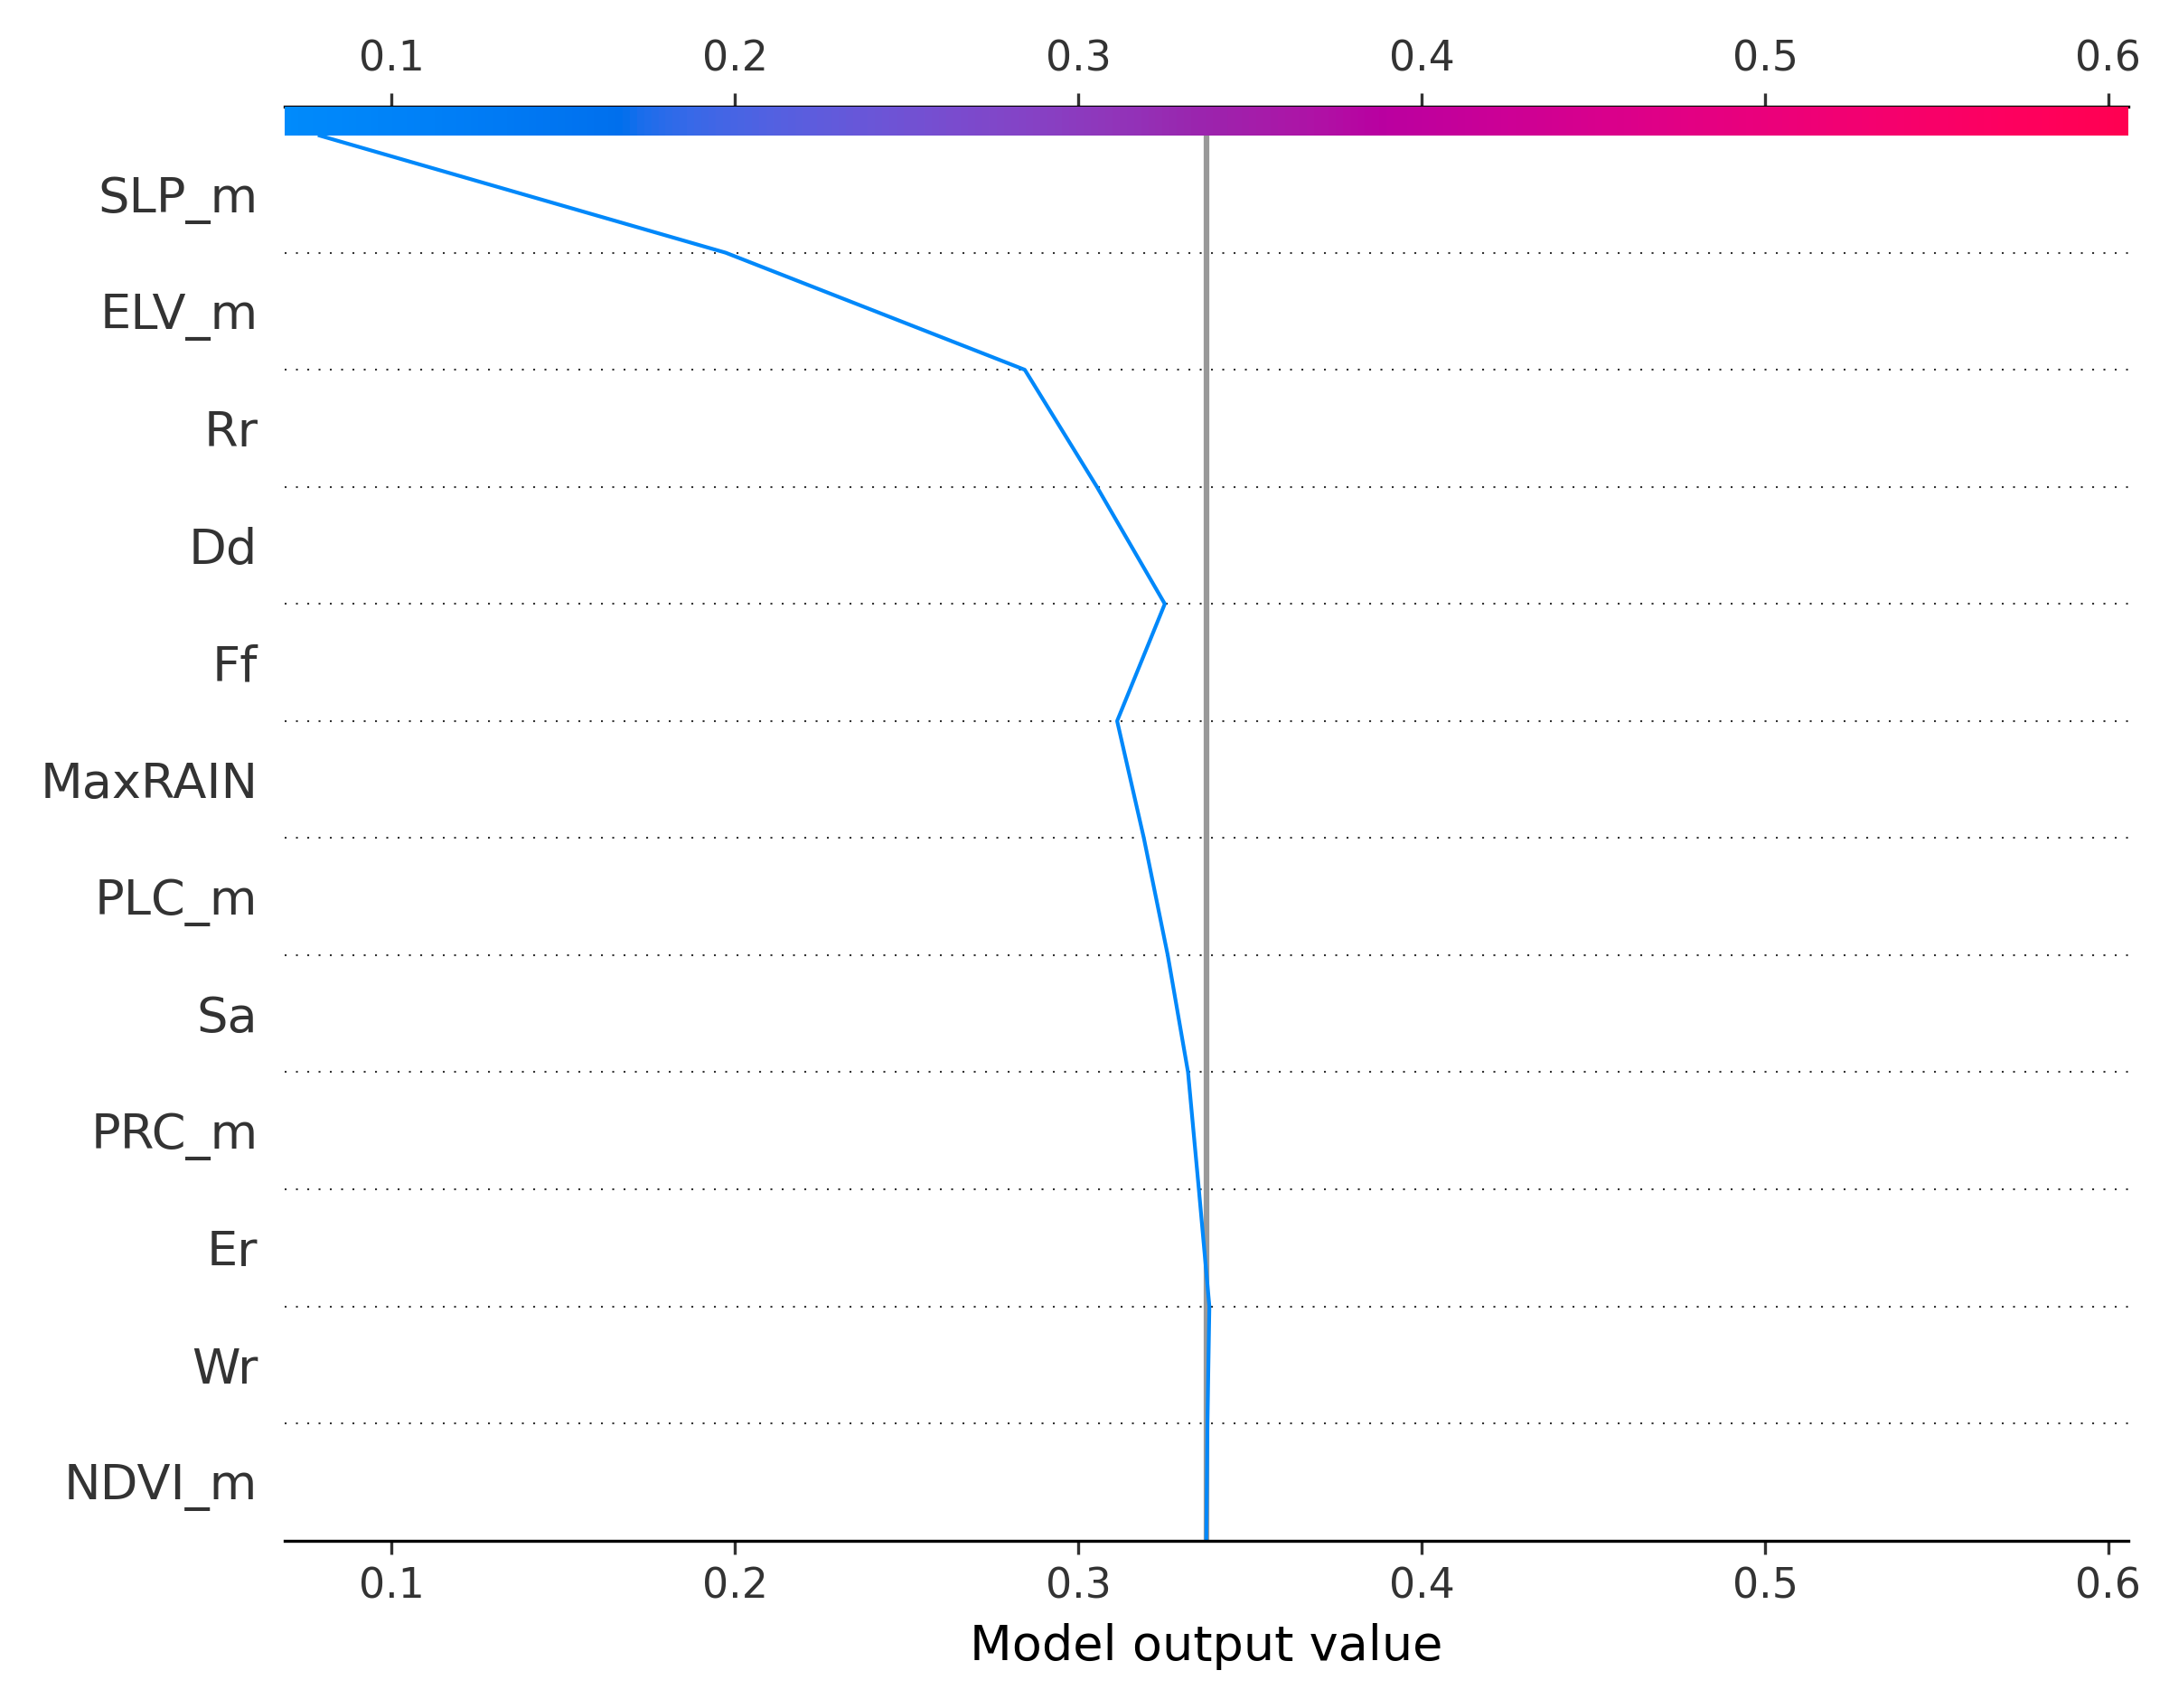 0.1 0.2 0.3 0.4 0.5 0.6
SLP_m
ELV_m
Rr
Dd
Ff
MaxRAIN
PLC_m
Sa
PRC_m
Er
Wr
NDVI_m
0.1 0.2 0.3 0.4 0.5 0.6
Model output value